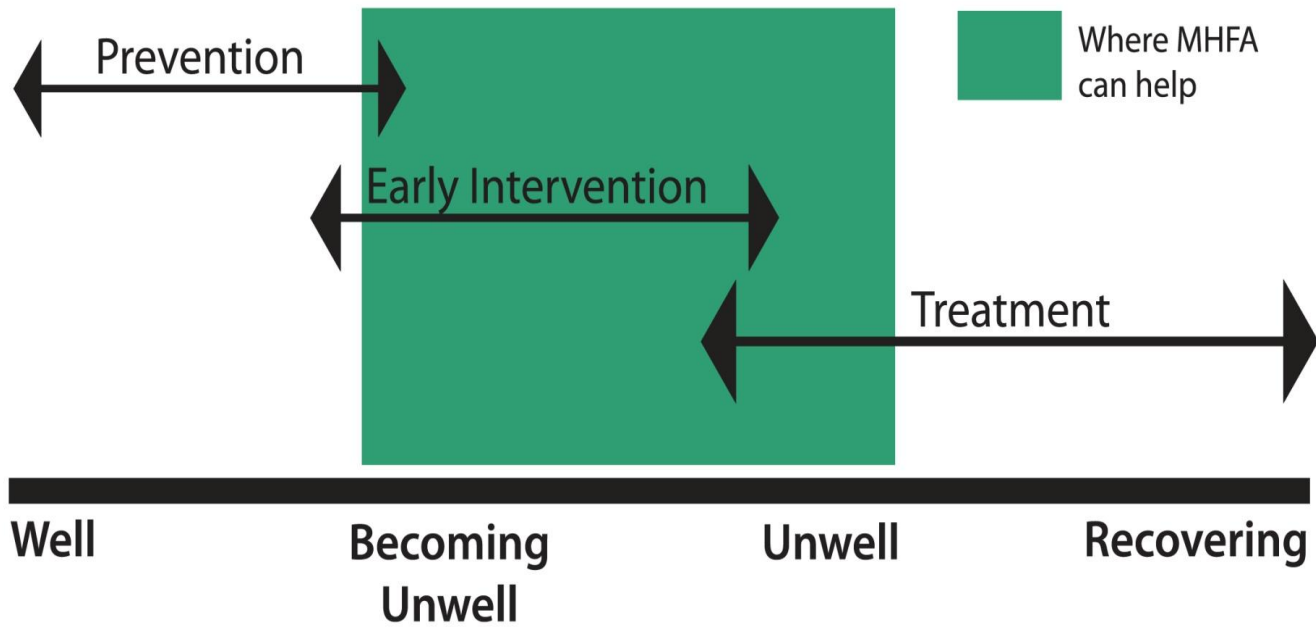 Prevention
Where MHFA
can help
Early Intervention
Treatment
Well
Becoming
Unwell
Unwell
Recovering